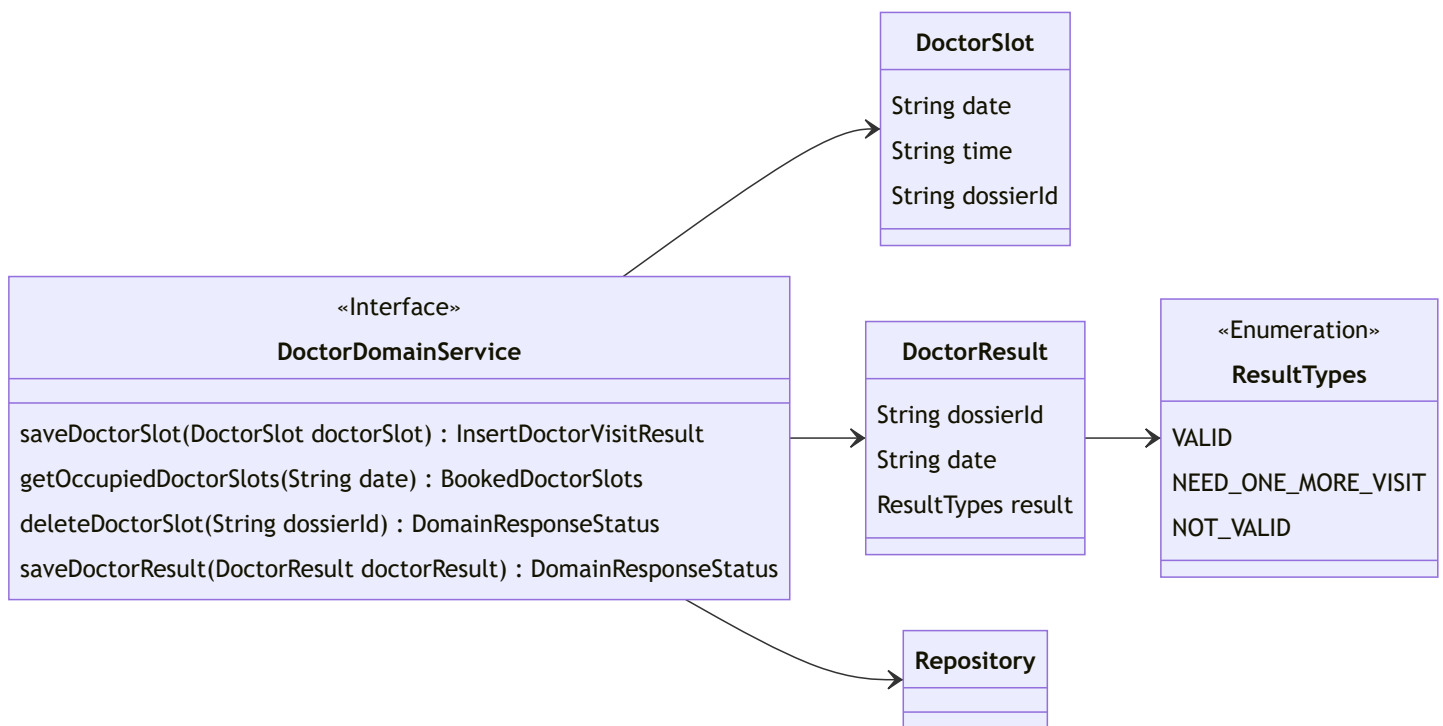 DoctorSlot
String date
String time
String dossierId
«Interface»
DoctorDomainService
saveDoctorSlot(DoctorSlot doctorSlot) : InsertDoctorVisitResult
getOccupiedDoctorSlots(String date) : BookedDoctorSlots
deleteDoctorSlot(String dossierId) : DomainResponseStatus
saveDoctorResult(DoctorResult doctorResult) : DomainResponseStatus
DoctorResult
String dossierId
String date
ResultTypes result
«Enumeration»
ResultTypes
VALID
NEED_ONE_MORE_VISIT
NOT_VALID
Repository